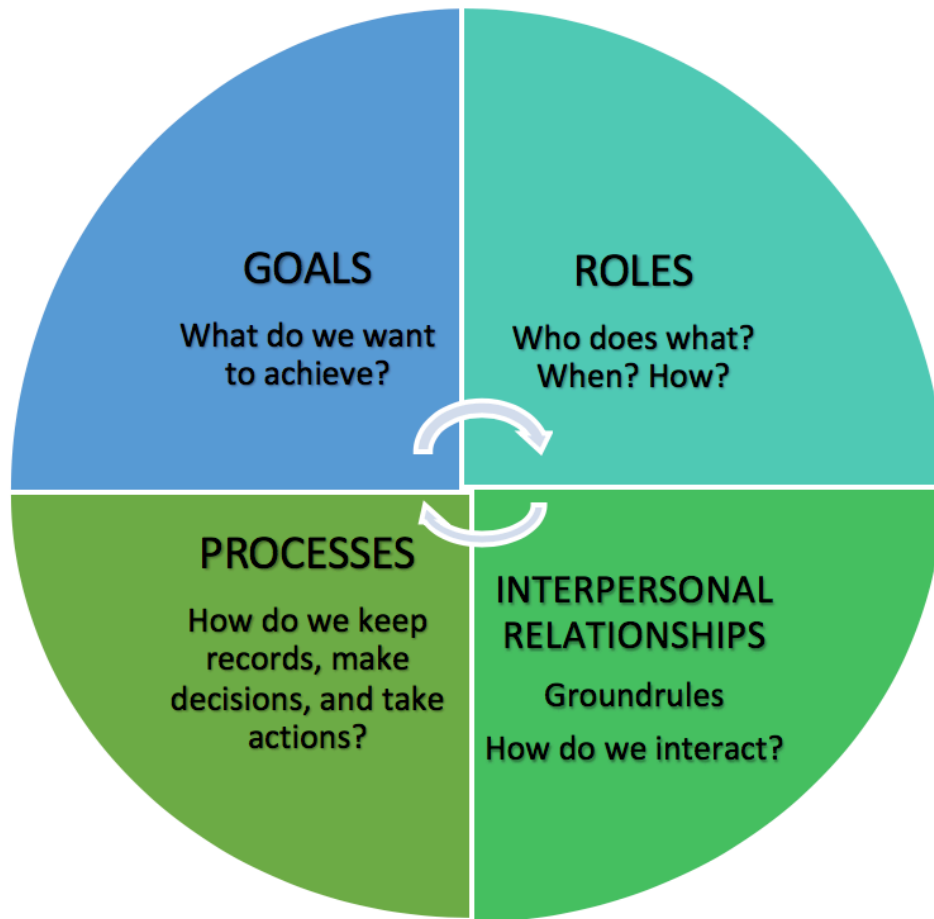 GOALS
What do we want
to achieve?
ROLES
Who does what?
When? How?
PROCESSES
How do we keep
records, make
decisions, and take
actions?
INTERPERSONAL
RELATIONSHIPS
Groundrules
How do we interact?